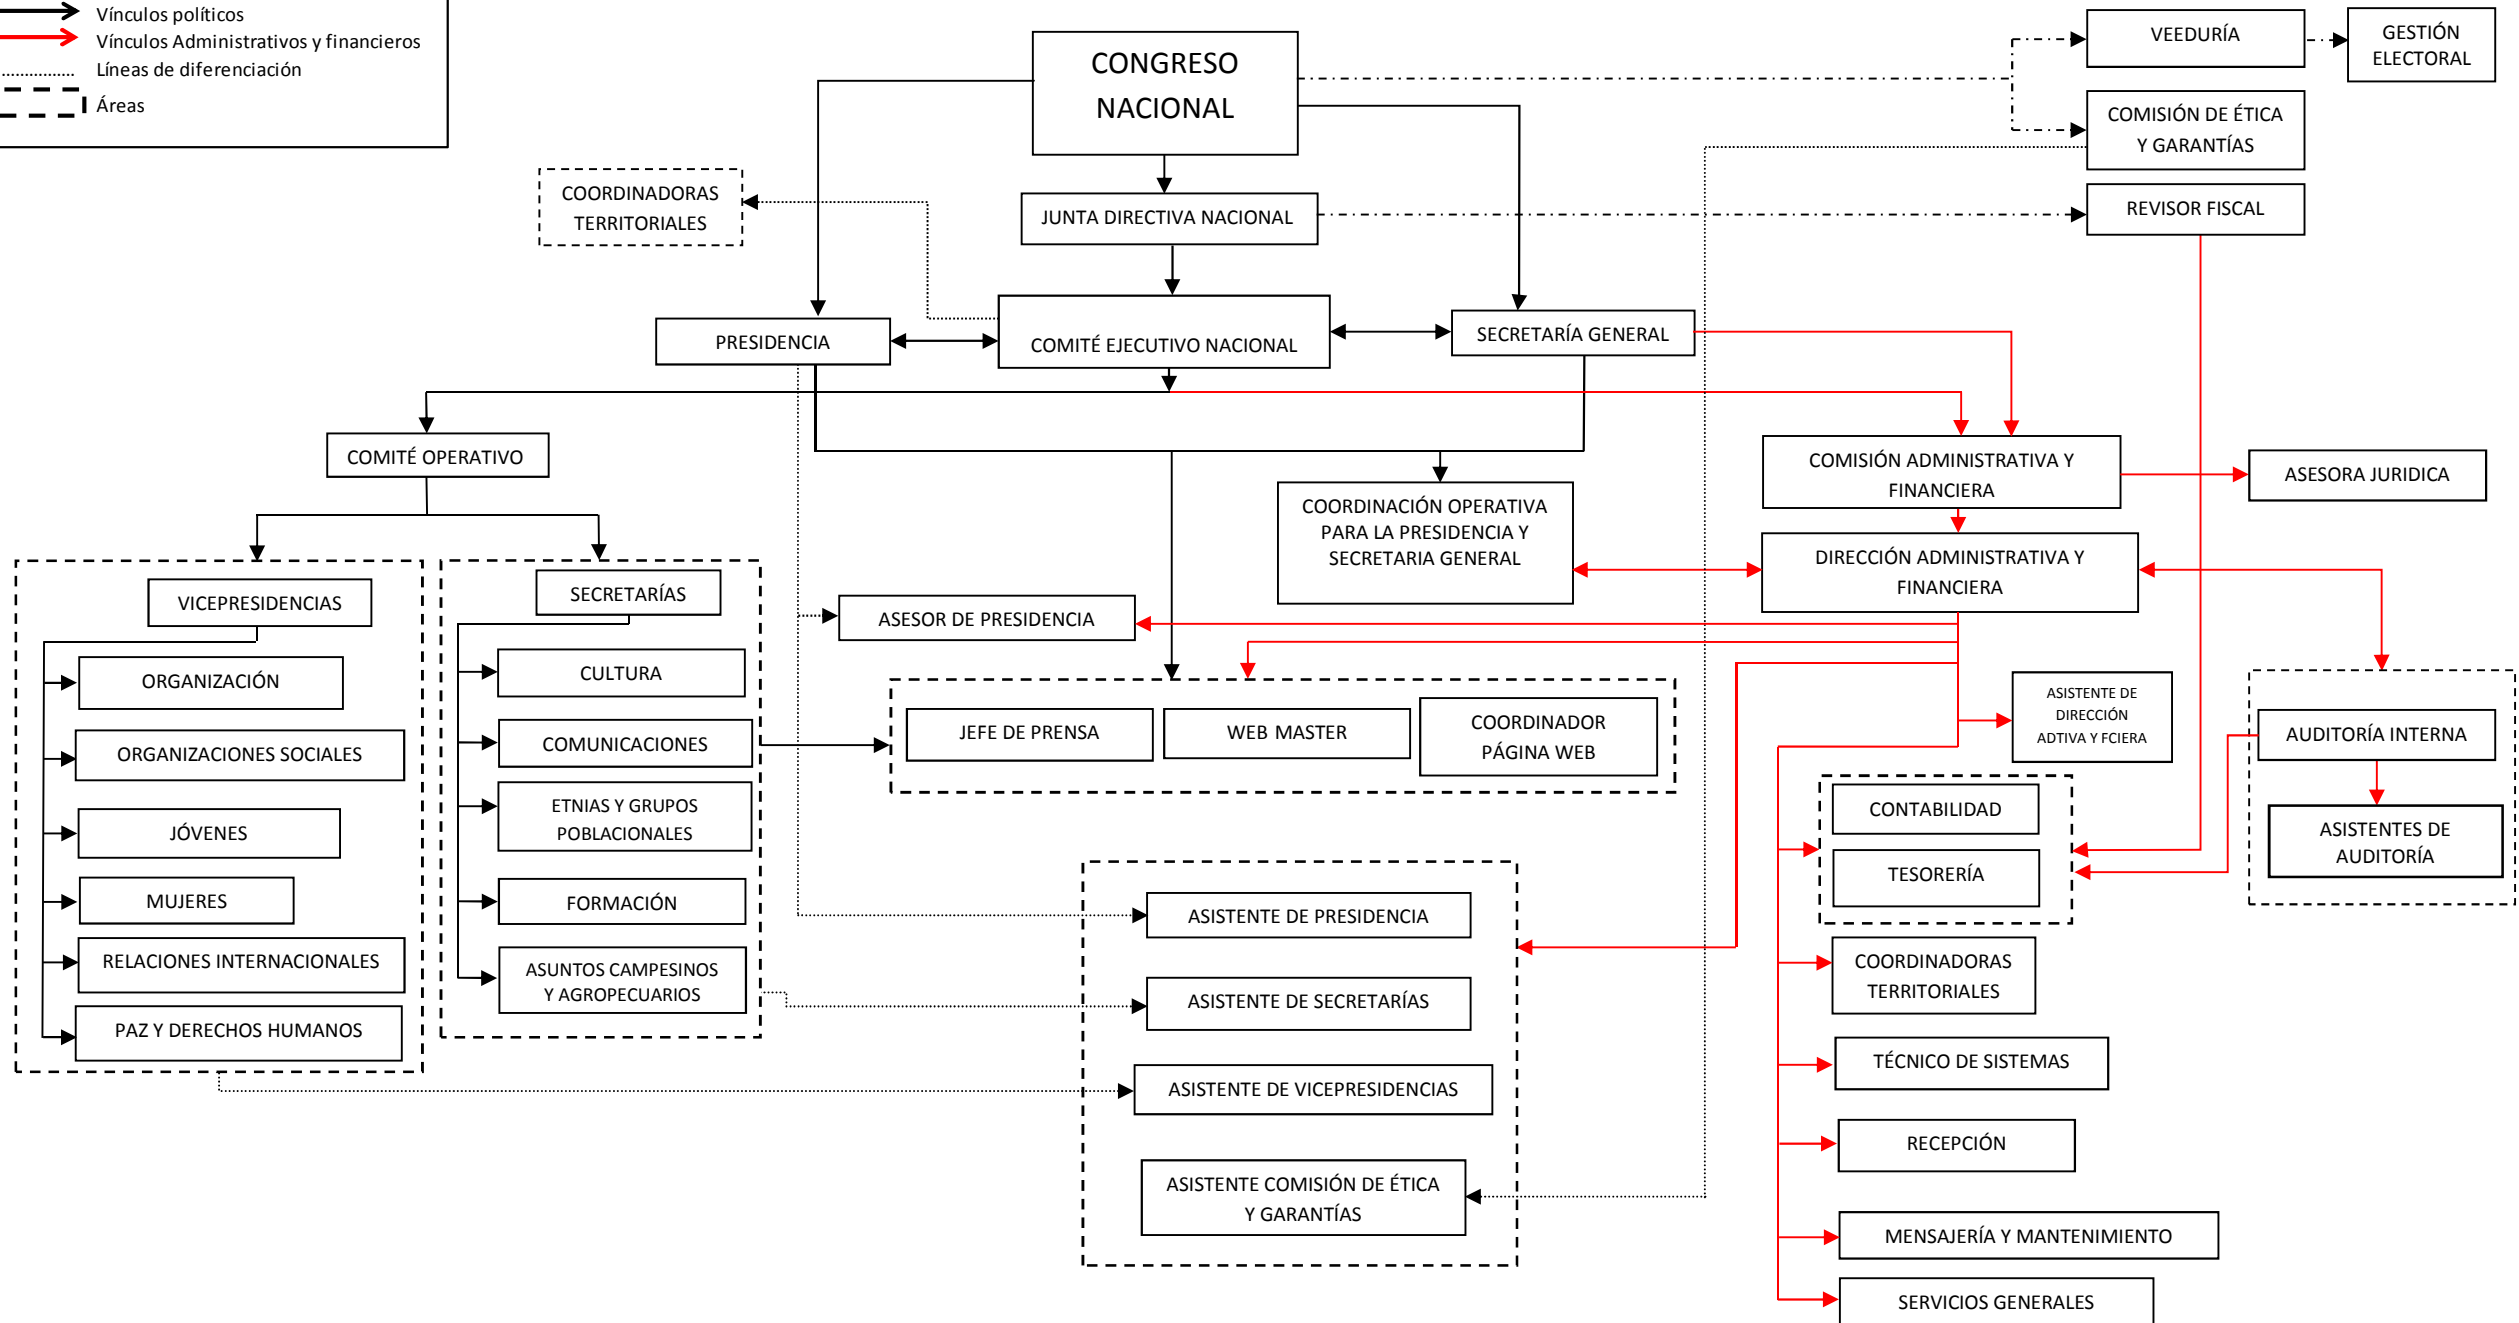 Vínculos políticos
Vínculos Administrativos y financieros
Líneas de diferenciación
Áreas
CONGRESO
NACIONAL
VEEDURÍA
GESTIÓN
ELECTORAL
COMISIÓN DE ÉTICA
Y GARANTÍAS
COORDINADORAS
TERRITORIALES
JUNTA DIRECTIVA NACIONAL
REVISOR FISCAL
PRESIDENCIA
COMITÉ EJECUTIVO NACIONAL
SECRETARÍA GENERAL
COMITÉ OPERATIVO
COMISIÓN ADMINISTRATIVA Y
FINANCIERA
ASESORA JURIDICA
COORDINACIÓN OPERATIVA
PARA LA PRESIDENCIA Y
SECRETARIA GENERAL
DIRECCIÓN ADMINISTRATIVA Y
FINANCIERA
VICEPRESIDENCIAS
SECRETARÍAS
ASESOR DE PRESIDENCIA
ORGANIZACIÓN
ORGANIZACIONES SOCIALES
JÓVENES
MUJERES
RELACIONES INTERNACIONALES
PAZ Y DERECHOS HUMANOS
CULTURA
COMUNICACIONES
ETNIAS Y GRUPOS
POBLACIONALES
FORMACIÓN
ASUNTOS CAMPESINOS
Y AGROPECUARIOS
JEFE DE PRENSA
WEB MASTER
COORDINADOR
PÁGINA WEB
ASISTENTE DE
DIRECCIÓN
ADTIVA Y FCIERA
AUDITORÍA INTERNA
ASISTENTES DE
AUDITORÍA
CONTABILIDAD
TESORERÍA
ASISTENTE DE PRESIDENCIA
ASISTENTE DE SECRETARÍAS
ASISTENTE DE VICEPRESIDENCIAS
ASISTENTE COMISIÓN DE ÉTICA
Y GARANTÍAS
COORDINADORAS
TERRITORIALES
TÉCNICO DE SISTEMAS
RECEPCIÓN
MENSAJERÍA Y MANTENIMIENTO
SERVICIOS GENERALES